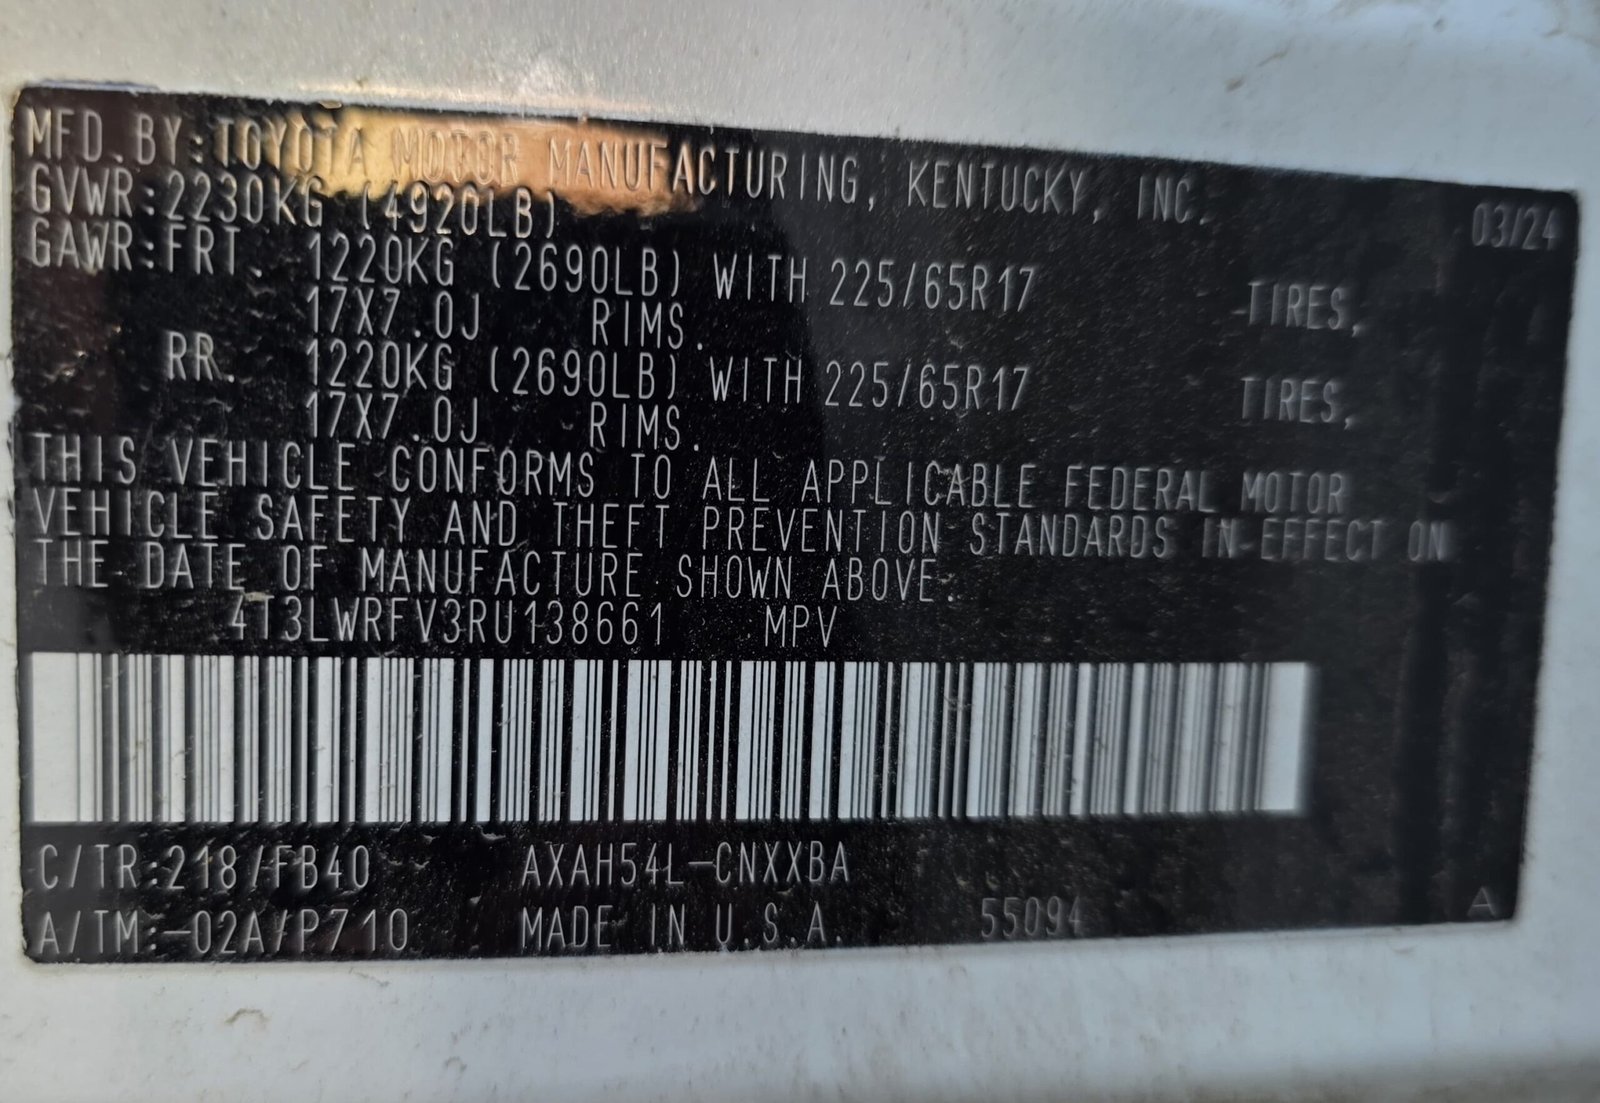 MFD.BY:TOYOTA MOTOR MANUFACTURING, KENTUCKY, INC. 03/24
GVWR:2230KG (4920LB)
GAWR:FRT. 1220KG (2690LB) WITH 225/65R17 TIRES,
17X7.0J RIMS.
RR. 1220KG (2690LB) WITH 225/65R17 TIRES,
17X7.0J RIMS.
THIS VEHICLE CONFORMS TO ALL APPLICABLE FEDERAL MOTOR
VEHICLE SAFETY AND THEFT PREVENTION STANDARDS IN EFFECT ON
THE DATE OF MANUFACTURE SHOWN ABOVE.
4T3LWRFV3RU138661 MPV
C/TR:218/FB40 AXAH54L-CNXXBA A
A/TM:-02A/P710 MADE IN U.S.A. 55094